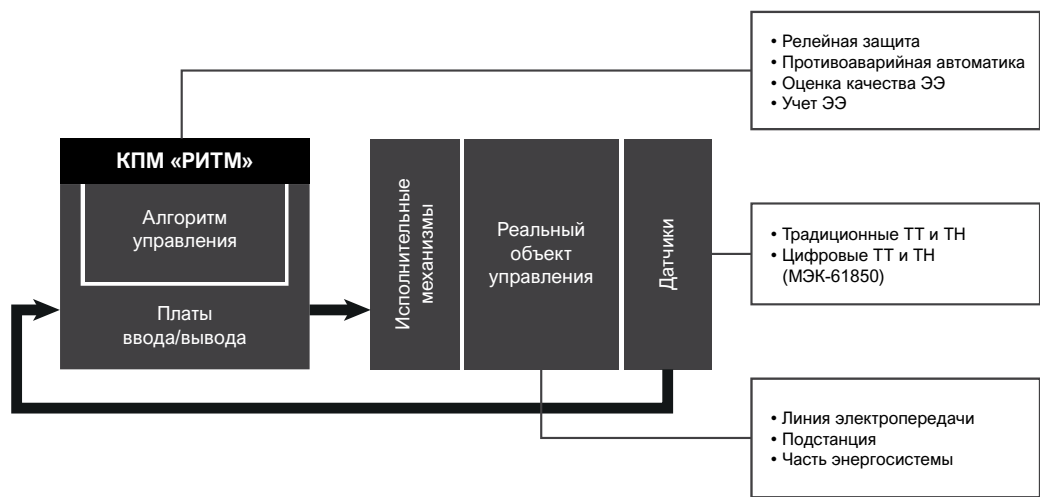 • Релейная защита
• Противоаварийная автоматика
• Оценка качества ЭЭ
• Учет ЭЭ
КПМ «РИТМ»
Алгоритм
управления
Платы
ввода/вывода
Исполнительные
механизмы
Реальный
объект
управления
Датчики
• Традиционные ТТ и ТН
• Цифровые ТТ и ТН
(МЭК-61850)
• Линия электропередачи
• Подстанция
• Часть энергосистемы